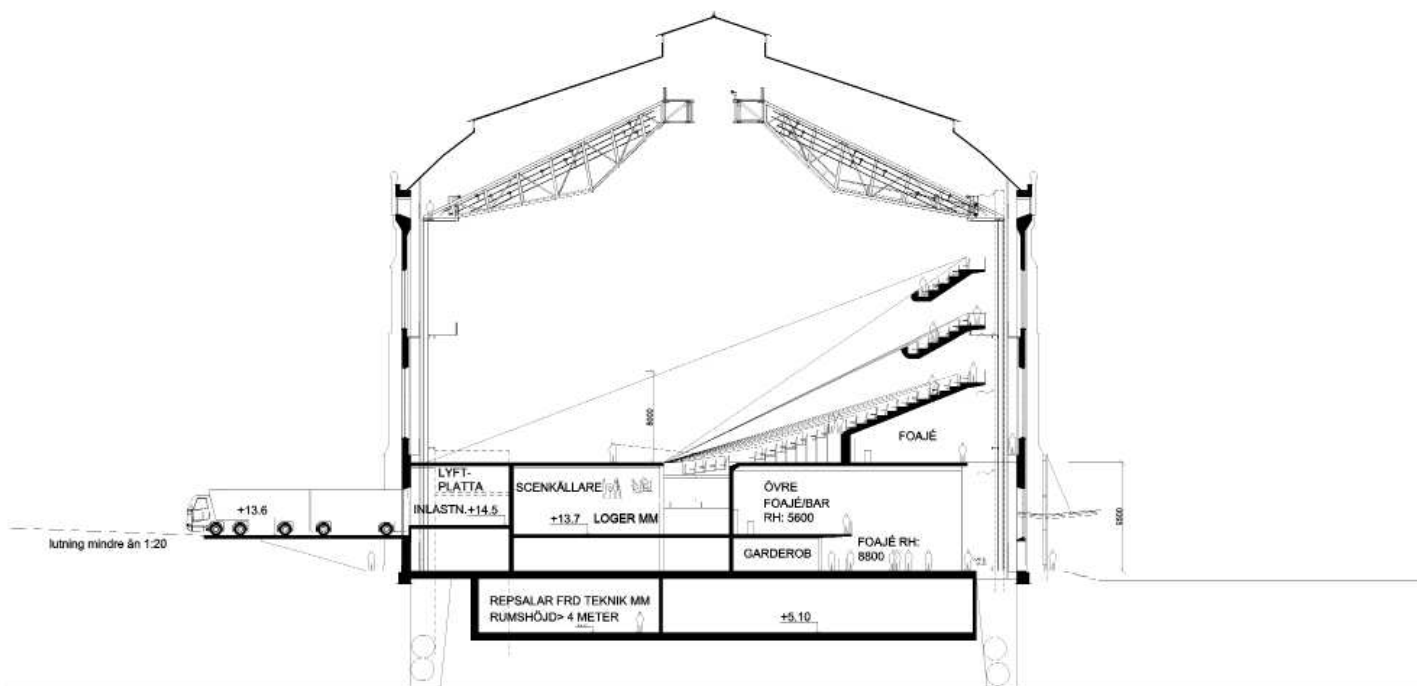 8000
FOAJÉ
LYFT-
PLATTA
SCENKÄLLARE
ÖVRE
FOAJÉ/BAR
RH: 5600
+13.6
INLASTN.+14.5
+13.7
LOGER MM
lutning mindre än 1:20
GARDEROB
FOAJÉ RH:
8800
REPSALAR FRD TEKNIK MM
RUMSHÖJD> 4 METER
+5.10